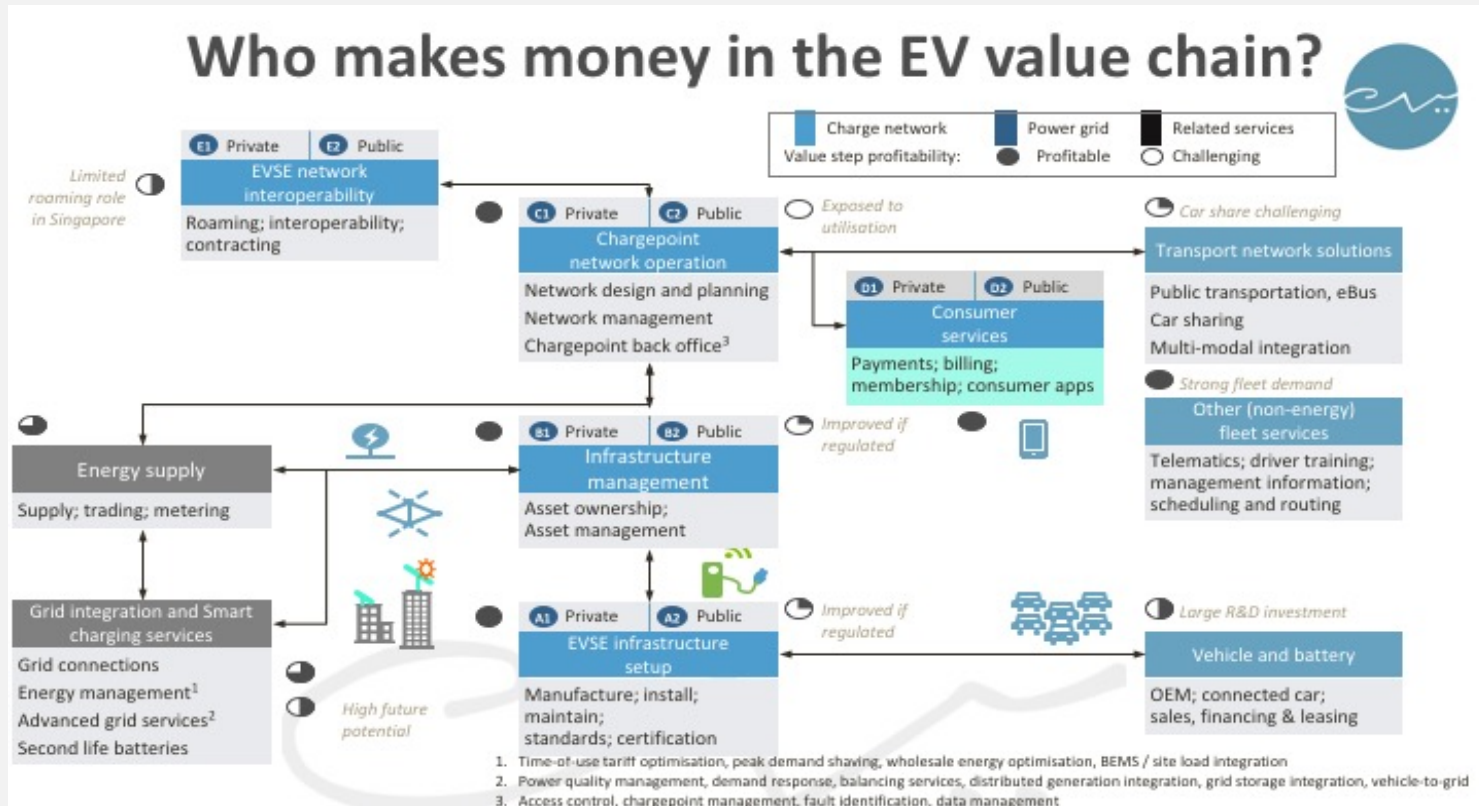 Who makes money in the EV value chain?
Charge network
Power grid
Related services
Value step profitability:
Profitable
Challenging
Limited
roaming role
in Singapore
E1 Private
E2 Public
EVSE network
interoperability
Roaming; interoperability;
contracting
C1 Private
C2 Public
Chargepoint
network operation
Network design and planning
Network management
Chargepoint back office3
Exposed to
utilisation
D1 Private
D2 Public
Consumer
services
Payments; billing;
membership; consumer apps
Car share challenging
Transport network solutions
Public transportation, eBus
Car sharing
Multi-modal integration
Strong fleet demand
Other (non-energy)
fleet services
Telematics; driver training;
management information;
scheduling and routing
Energy supply
Supply; trading; metering
B1 Private
B2 Public
Infrastructure
management
Asset ownership;
Asset management
Improved if
regulated
Grid integration and Smart
charging services
Grid connections
Energy management1
Advanced grid services2
Second life batteries
High future
potential
A1 Private
A2 Public
EVSE infrastructure
setup
Manufacture; install;
maintain;
standards; certification
Improved if
regulated
Large R&D investment
Vehicle and battery
OEM; connected car;
sales, financing & leasing
1. Time-of-use tariff optimisation, peak demand shaving, wholesale energy optimisation, BEMS / site load integration
2. Power quality management, demand response, balancing services, distributed generation integration, grid storage integration, vehicle-to-grid
3. Access control, chargepoint management, fault identification, data management